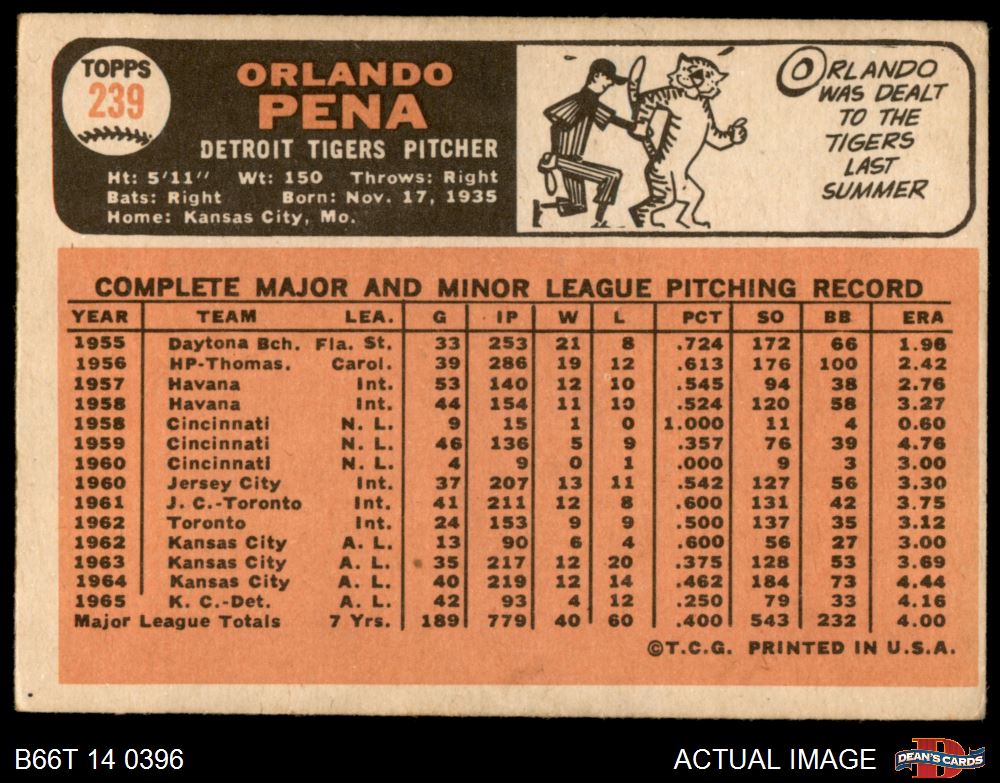 TOPPS
239
ORLANDO
PENA
DETROIT TIGERS PITCHER
Ht: 5'11" Wt: 150 Throws: Right
Bats: Right Born: Nov. 17, 1935
Home: Kansas City, Mo.
ORLANDO
WAS DEALT
TO THE
TIGERS
LAST
SUMMER
COMPLETE MAJOR AND MINOR LEAGUE PITCHING RECORD
YEAR TEAM LEA. G IP W L PCT SO BB ERA
1955 Daytona Bch. Fla. St. 33 253 21 8 .724 172 66 1.96
1956 HP-Thomas. Carol. 39 286 19 12 .613 176 100 2.42
1957 Havana Int. 53 140 12 10 .545 94 38 2.76
1958 Havana Int. 44 154 11 10 .524 120 58 3.27
1958 Cincinnati N. L. 9 15 1 0 1.000 11 4 0.60
1959 Cincinnati N. L. 46 136 5 9 .357 76 39 4.76
1960 Cincinnati N. L. 4 9 0 1 .000 9 3 3.00
1960 Jersey City Int. 37 207 13 11 .542 127 56 3.30
1961 J. C.-Toronto Int. 41 211 12 8 .600 131 42 3.75
1962 Toronto Int. 24 153 9 9 .500 137 35 3.12
1962 Kansas City A. L. 13 90 6 4 .600 56 27 3.00
1963 Kansas City A. L. 35 217 12 20 .375 128 53 3.69
1964 Kansas City A. L. 40 219 12 14 .462 184 73 4.44
1965 K. C.-Det. A. L. 42 93 4 12 .250 79 33 4.16
Major League Totals 7 Yrs. 189 779 40 60 .400 543 232 4.00
©T.C.G. PRINTED IN U.S.A.
B66T 14 0396
ACTUAL IMAGE
DEAN'S CARDS